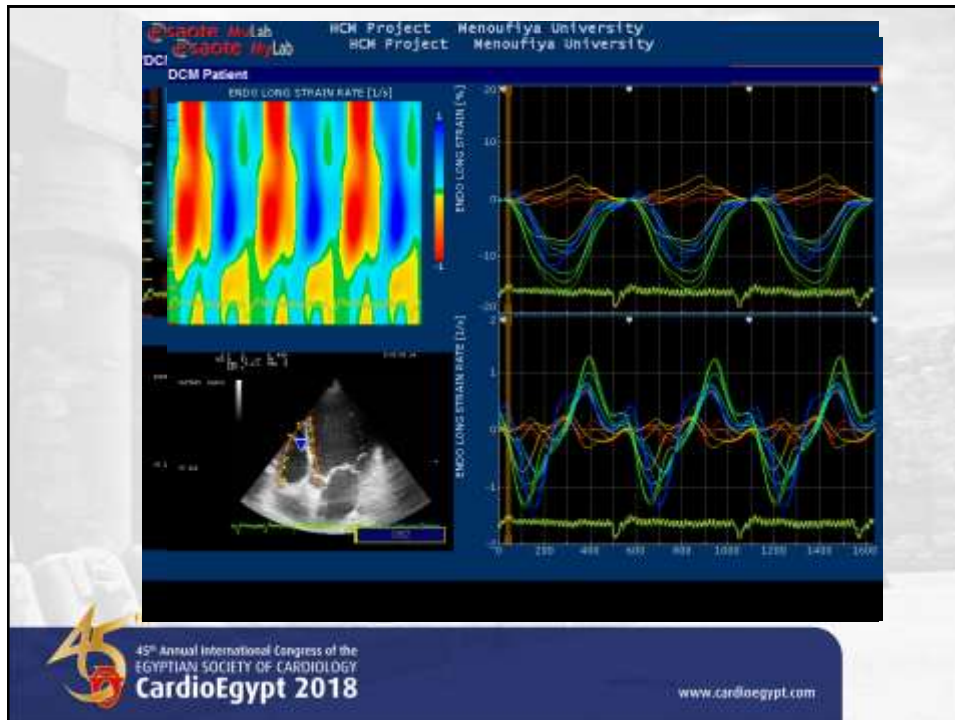 esaote MyLab HCM Project Menoufiya University
esaote MyLab HCM Project Menoufiya University
DCM Patient
ENDO LONG STRAIN RATE [1/s]
1
-1
ENDO LONG STRAIN [%]
20
10
0
-10
-20
ENDO LONG STRAIN RATE [1/s]
2
1
0
-1
0 200 400 600 800 1000 1200 1400 1600
45
45th Annual International Congress of the
EGYPTIAN SOCIETY OF CARDIOLOGY
CardioEgypt 2018
www.cardioegypt.com